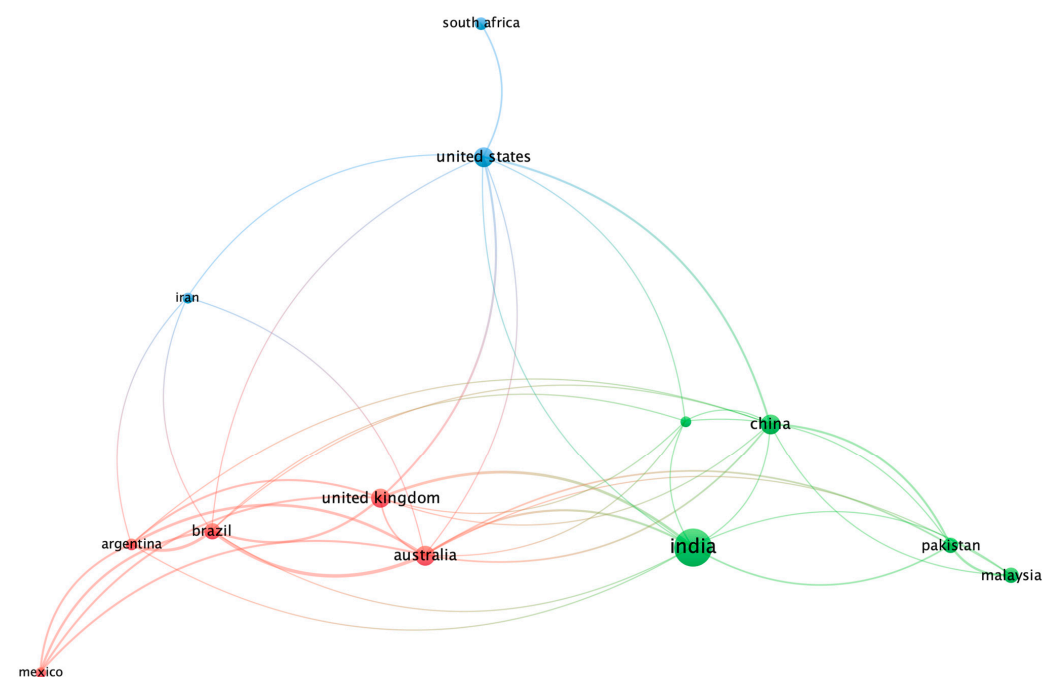 south africa
united states
iran
china
united kingdom
brazil
argentina
australia
india
pakistan
malaysia
mexico